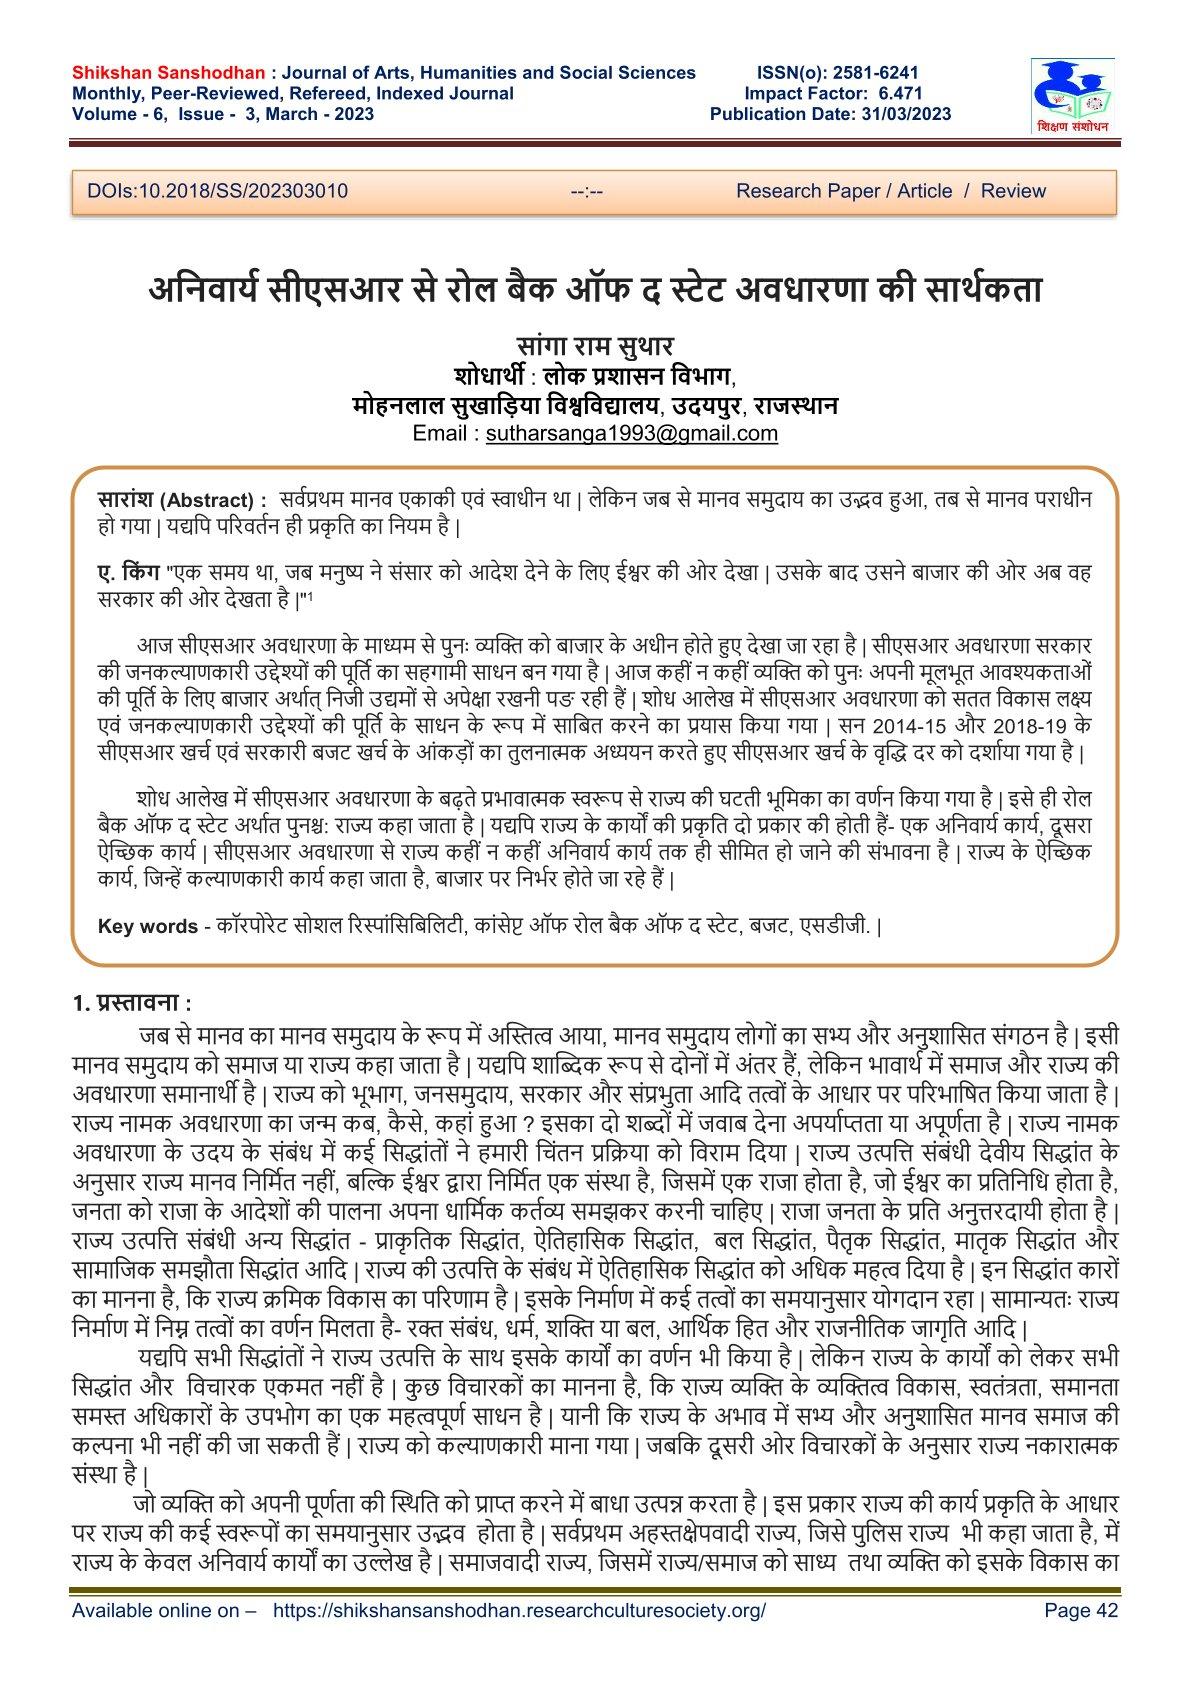 Shikshan Sanshodhan : Journal of Arts, Humanities and Social Sciences ISSN(o): 2581-6241
Monthly, Peer-Reviewed, Refereed, Indexed Journal Impact Factor: 6.471
Volume - 6, Issue - 3, March - 2023 Publication Date: 31/03/2023
शिक्षण संशोधन
DOIs:10.2018/SS/202303010 --:-- Research Paper / Article / Review
अनिवार्य सीएसआर से रोल बैक ऑफ द स्टेट अवधारणा की सार्थकता
सांगा राम सुथार
शोधार्थी : लोक प्रशासन विभाग,
मोहनलाल सुखाड़िया विश्वविद्यालय, उदयपुर, राजस्थान
Email : sutharsanga1993@gmail.com
सारांश (Abstract) : सर्वप्रथम मानव एकाकी एवं स्वाधीन था | लेकिन जब से मानव समुदाय का उद्भव हुआ, तब से मानव पराधीन
हो गया | यद्यपि परिवर्तन ही प्रकृति का नियम है |
ए. किंग "एक समय था, जब मनुष्य ने संसार को आदेश देने के लिए ईश्वर की ओर देखा | उसके बाद उसने बाजार की ओर अब वह
सरकार की ओर देखता है |"¹
आज सीएसआर अवधारणा के माध्यम से पुनः व्यक्ति को बाजार के अधीन होते हुए देखा जा रहा है | सीएसआर अवधारणा सरकार
की जनकल्याणकारी उद्देश्यों की पूर्ति का सहगामी साधन बन गया है | आज कहीं न कहीं व्यक्ति को पुनः अपनी मूलभूत आवश्यकताओं
की पूर्ति के लिए बाजार अर्थात् निजी उद्यमों से अपेक्षा रखनी पङ रही हैं | शोध आलेख में सीएसआर अवधारणा को सतत विकास लक्ष्य
एवं जनकल्याणकारी उद्देश्यों की पूर्ति के साधन के रूप में साबित करने का प्रयास किया गया | सन 2014-15 और 2018-19 के
सीएसआर खर्च एवं सरकारी बजट खर्च के आंकड़ों का तुलनात्मक अध्ययन करते हुए सीएसआर खर्च के वृद्धि दर को दर्शाया गया है |
शोध आलेख में सीएसआर अवधारणा के बढ़ते प्रभावात्मक स्वरूप से राज्य की घटती भूमिका का वर्णन किया गया है | इसे ही रोल
बैक ऑफ द स्टेट अर्थात पुनश्च: राज्य कहा जाता है | यद्यपि राज्य के कार्यों की प्रकृति दो प्रकार की होती हैं- एक अनिवार्य कार्य, दूसरा
ऐच्छिक कार्य | सीएसआर अवधारणा से राज्य कहीं न कहीं अनिवार्य कार्य तक ही सीमित हो जाने की संभावना है | राज्य के ऐच्छिक
कार्य, जिन्हें कल्याणकारी कार्य कहा जाता है, बाजार पर निर्भर होते जा रहे हैं |
Key words - कॉरपोरेट सोशल रिस्पांसिबिलिटी, कांसेप्ट ऑफ रोल बैक ऑफ द स्टेट, बजट, एसडीजी. |
1. प्रस्तावना :
जब से मानव का मानव समुदाय के रूप में अस्तित्व आया, मानव समुदाय लोगों का सभ्य और अनुशासित संगठन है | इसी
मानव समुदाय को समाज या राज्य कहा जाता है | यद्यपि शाब्दिक रूप से दोनों में अंतर हैं, लेकिन भावार्थ में समाज और राज्य की
अवधारणा समानार्थी है | राज्य को भूभाग, जनसमुदाय, सरकार और संप्रभुता आदि तत्वों के आधार पर परिभाषित किया जाता है |
राज्य नामक अवधारणा का जन्म कब, कैसे, कहां हुआ ? इसका दो शब्दों में जवाब देना अपर्याप्तता या अपूर्णता है | राज्य नामक
अवधारणा के उदय के संबंध में कई सिद्धांतों ने हमारी चिंतन प्रक्रिया को विराम दिया | राज्य उत्पत्ति संबंधी देवीय सिद्धांत के
अनुसार राज्य मानव निर्मित नहीं, बल्कि ईश्वर द्वारा निर्मित एक संस्था है, जिसमें एक राजा होता है, जो ईश्वर का प्रतिनिधि होता है,
जनता को राजा के आदेशों की पालना अपना धार्मिक कर्तव्य समझकर करनी चाहिए | राजा जनता के प्रति अनुत्तरदायी होता है |
राज्य उत्पत्ति संबंधी अन्य सिद्धांत - प्राकृतिक सिद्धांत, ऐतिहासिक सिद्धांत, बल सिद्धांत, पैतृक सिद्धांत, मातृक सिद्धांत और
सामाजिक समझौता सिद्धांत आदि | राज्य की उत्पत्ति के संबंध में ऐतिहासिक सिद्धांत को अधिक महत्व दिया है | इन सिद्धांत कारों
का मानना है, कि राज्य क्रमिक विकास का परिणाम है | इसके निर्माण में कई तत्वों का समयानुसार योगदान रहा | सामान्यतः राज्य
निर्माण में निम्न तत्वों का वर्णन मिलता है- रक्त संबंध, धर्म, शक्ति या बल, आर्थिक हित और राजनीतिक जागृति आदि |
यद्यपि सभी सिद्धांतों ने राज्य उत्पत्ति के साथ इसके कार्यों का वर्णन भी किया है | लेकिन राज्य के कार्यों को लेकर सभी
सिद्धांत और विचारक एकमत नहीं है | कुछ विचारकों का मानना है, कि राज्य व्यक्ति के व्यक्तित्व विकास, स्वतंत्रता, समानता
समस्त अधिकारों के उपभोग का एक महत्वपूर्ण साधन है | यानी कि राज्य के अभाव में सभ्य और अनुशासित मानव समाज की
कल्पना भी नहीं की जा सकती हैं | राज्य को कल्याणकारी माना गया | जबकि दूसरी ओर विचारकों के अनुसार राज्य नकारात्मक
संस्था है |
जो व्यक्ति को अपनी पूर्णता की स्थिति को प्राप्त करने में बाधा उत्पन्न करता है | इस प्रकार राज्य की कार्य प्रकृति के आधार
पर राज्य की कई स्वरूपों का समयानुसार उद्भव होता है | सर्वप्रथम अहस्तक्षेपवादी राज्य, जिसे पुलिस राज्य भी कहा जाता है, में
राज्य के केवल अनिवार्य कार्यों का उल्लेख है | समाजवादी राज्य, जिसमें राज्य/समाज को साध्य तथा व्यक्ति को इसके विकास का
Available online on – https://shikshansanshodhan.researchculturesociety.org/ Page 42